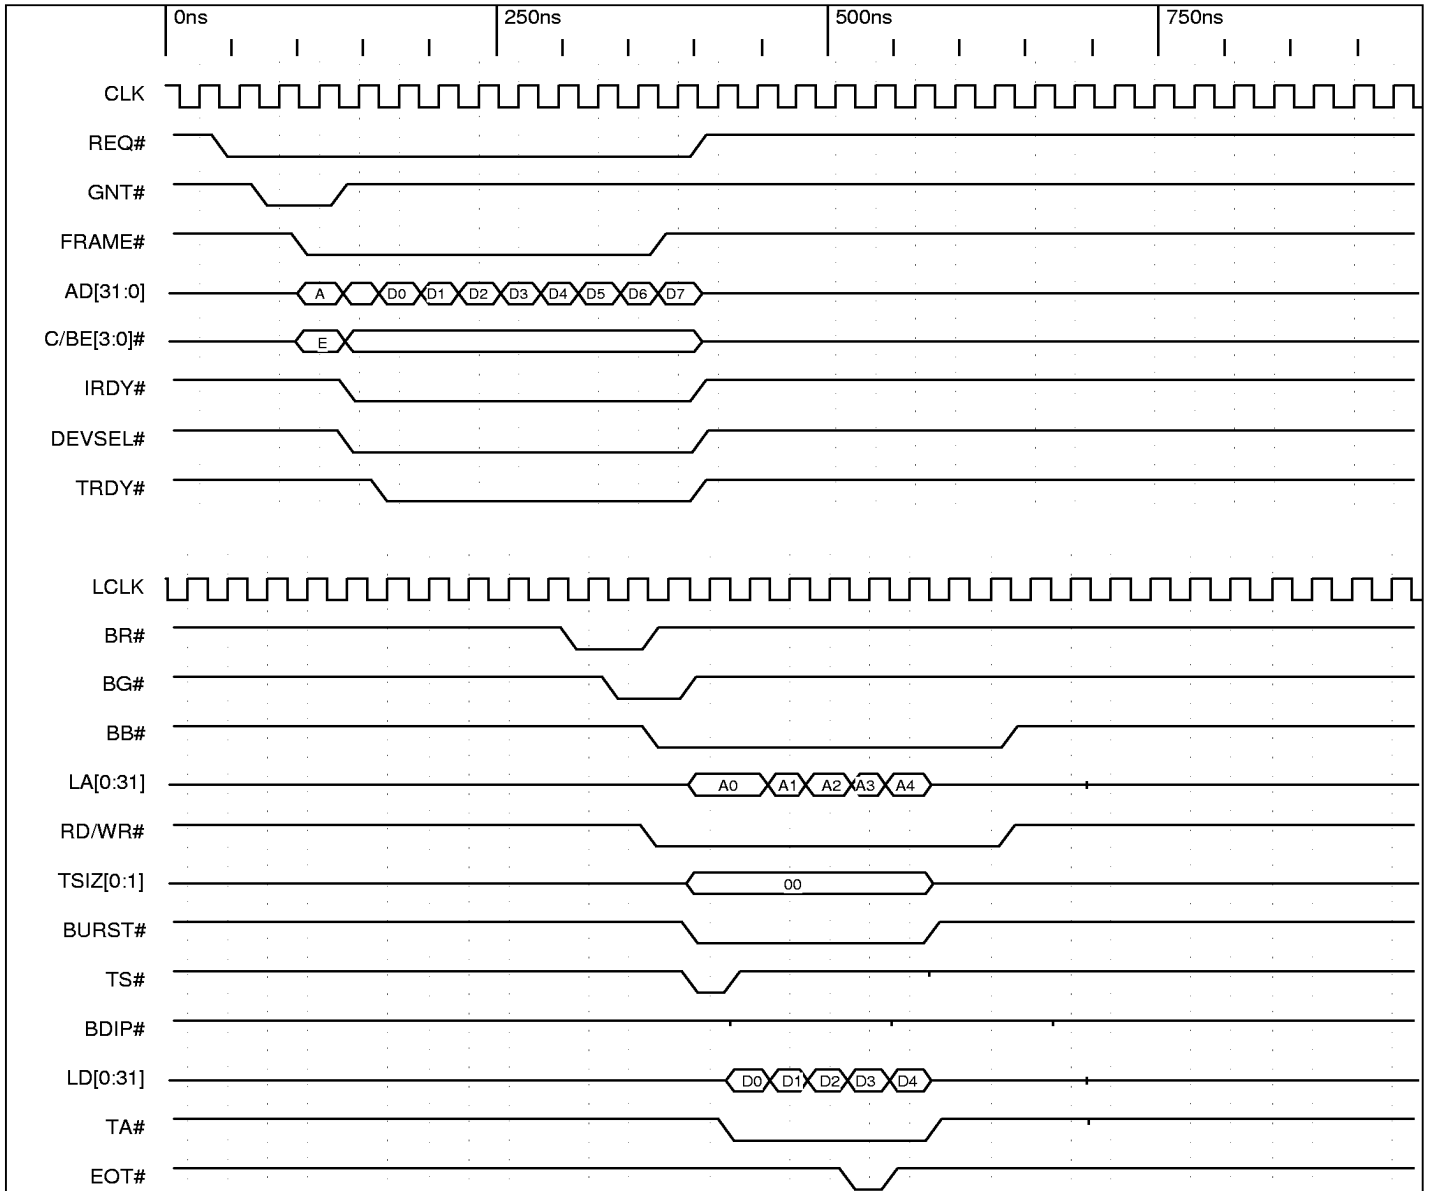 0ns 250ns 500ns 750ns
CLK
REQ#
GNT#
FRAME#
AD[31:0] A D0 D1 D2 D3 D4 D5 D6 D7
C/BE[3:0]# E
IRDY#
DEVSEL#
TRDY#
LCLK
BR#
BG#
BB#
LA[0:31] A0 A1 A2 A3 A4
RD/WR#
TSIZ[0:1] 00
BURST#
TS#
BDIP#
LD[0:31] D0 D1 D2 D3 D4
TA#
EOT#